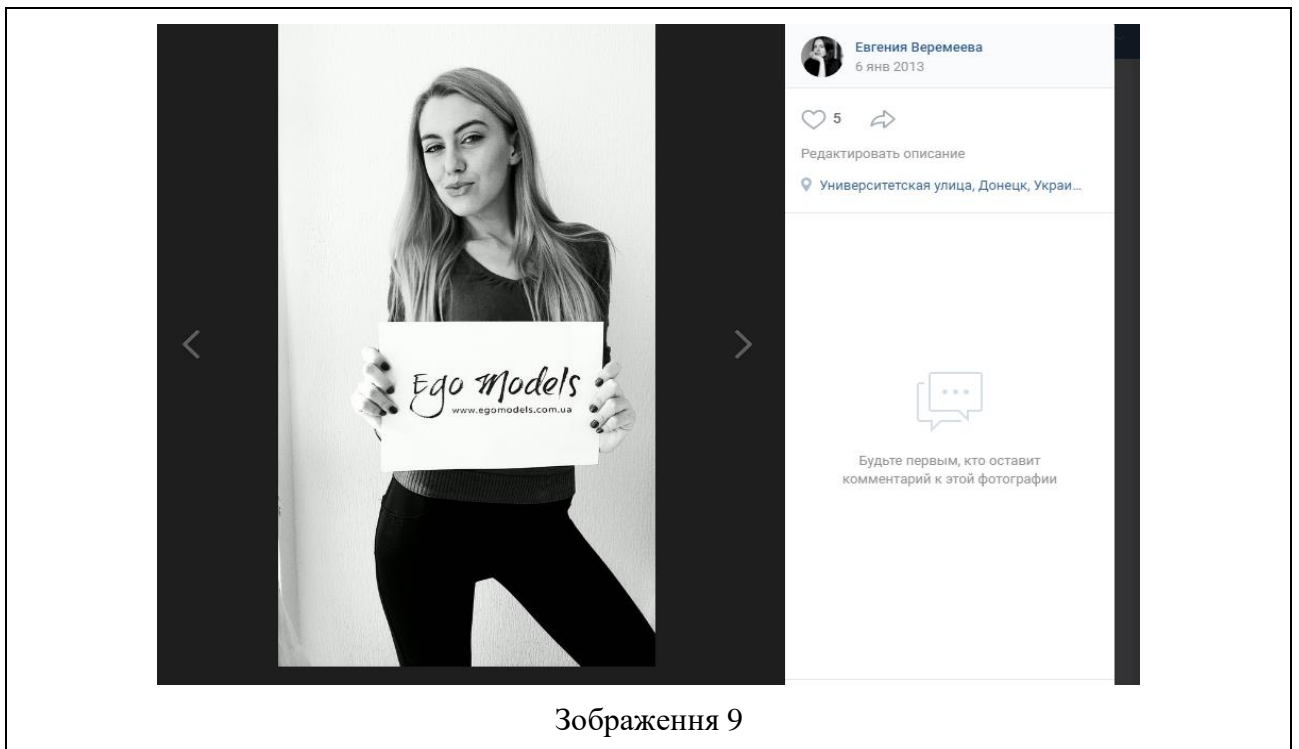 Евгения Веремеева
6 янв 2013
5
Редактировать описание
Университетская улица, Донецк, Украи...
Ego Models
www.egomodels.com.ua
Будьте первым, кто оставит
комментарий к этой фотографии
Зображення 9